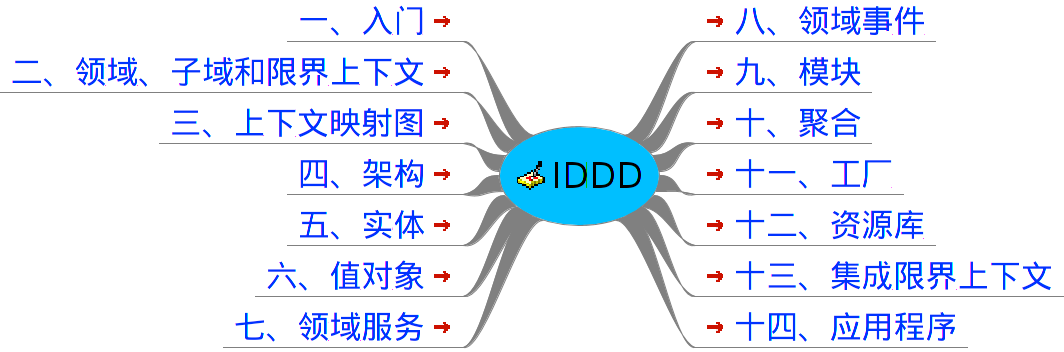 一、入门
二、领域、子域和限界上下文
三、上下文映射图
四、架构
五、实体
六、值对象
七、领域服务
IDDD
八、领域事件
九、模块
十、聚合
十一、工厂
十二、资源库
十三、集成限界上下文
十四、应用程序